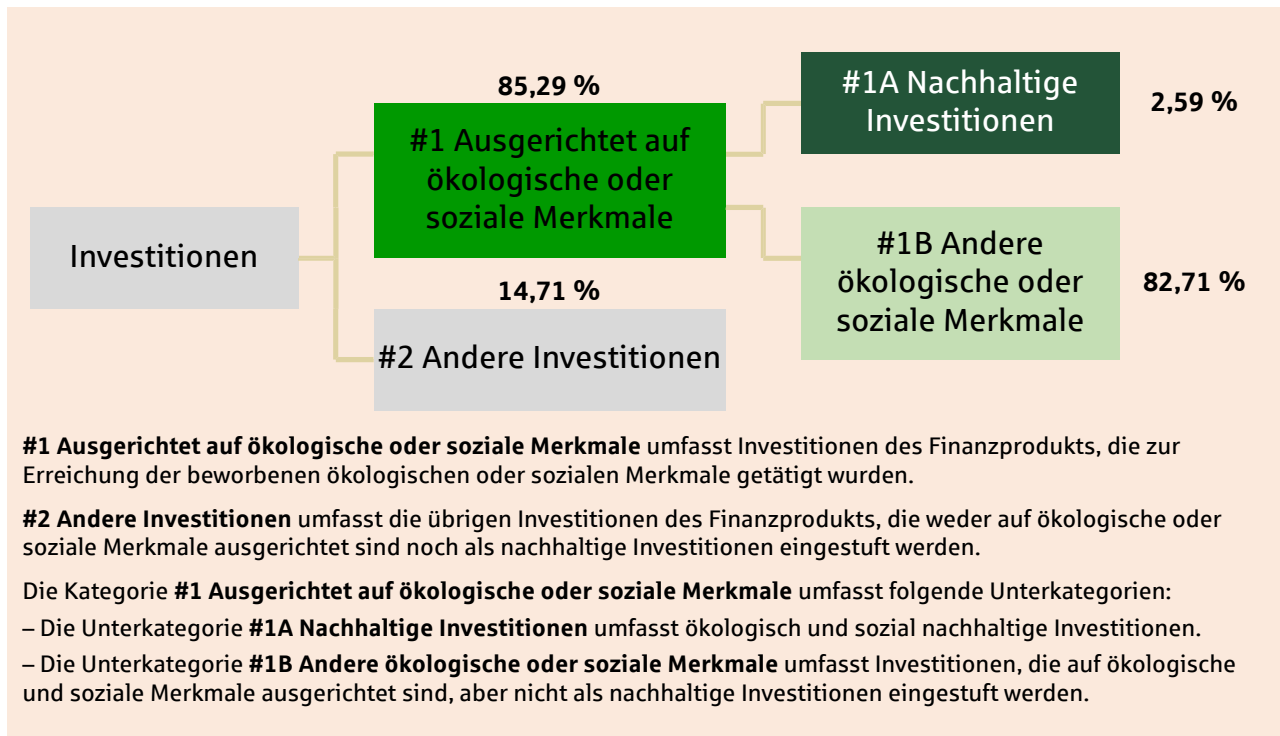 85,29 %
#1 Ausgerichtet auf
ökologische oder
soziale Merkmale
#1A Nachhaltige
Investitionen
2,59 %
Investitionen
14,71 %
#2 Andere Investitionen
#1B Andere
ökologische oder
soziale Merkmale
82,71 %
#1 Ausgerichtet auf ökologische oder soziale Merkmale umfasst Investitionen des Finanzprodukts, die zur
Erreichung der beworbenen ökologischen oder sozialen Merkmale getätigt wurden.
#2 Andere Investitionen umfasst die übrigen Investitionen des Finanzprodukts, die weder auf ökologische oder
soziale Merkmale ausgerichtet sind noch als nachhaltige Investitionen eingestuft werden.
Die Kategorie #1 Ausgerichtet auf ökologische oder soziale Merkmale umfasst folgende Unterkategorien:
– Die Unterkategorie #1A Nachhaltige Investitionen umfasst ökologisch und sozial nachhaltige Investitionen.
– Die Unterkategorie #1B Andere ökologische oder soziale Merkmale umfasst Investitionen, die auf ökologische
und soziale Merkmale ausgerichtet sind, aber nicht als nachhaltige Investitionen eingestuft werden.